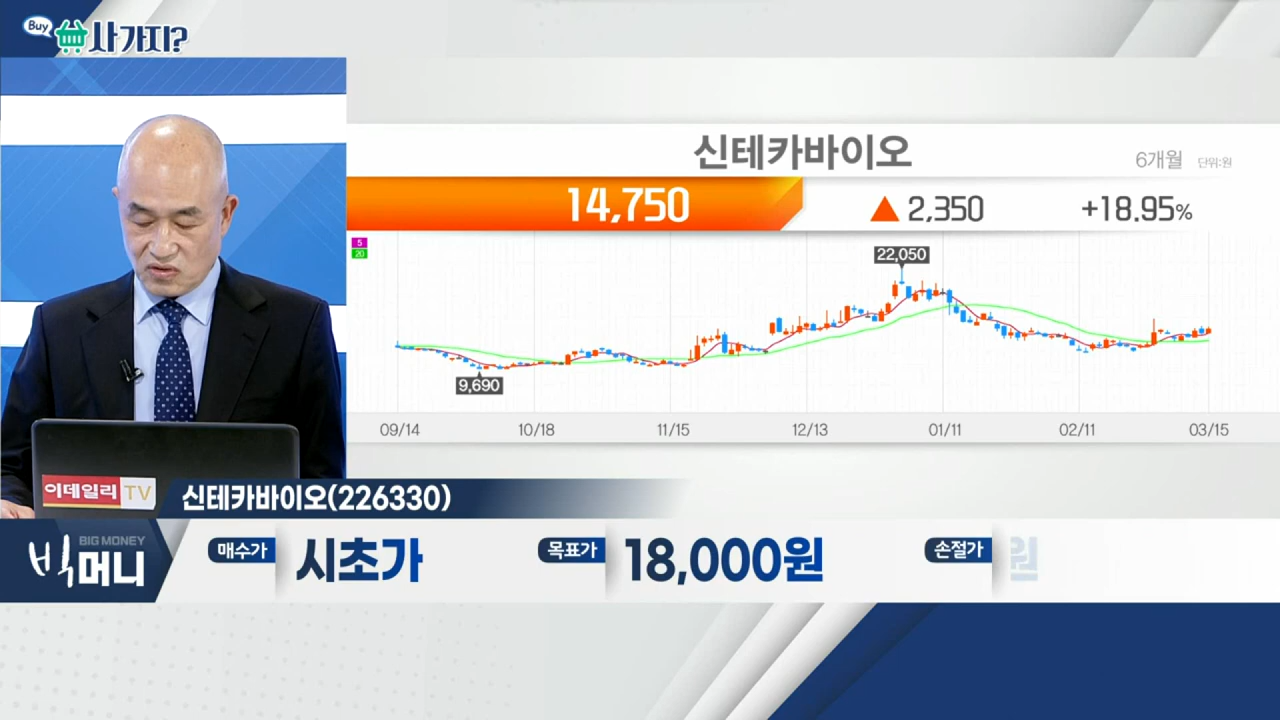 Buy
사가지?
신테카바이오
6개월 단위:원
14,750 ▲ 2,350 +18.95%
5
20
22,050
9,690
09/14 10/18 11/15 12/13 01/11 02/11 03/15
이데일리 TV
신테카바이오(226330)
BIG MONEY
빅머니
매수가 시초가 목표가 18,000원 손절가 원